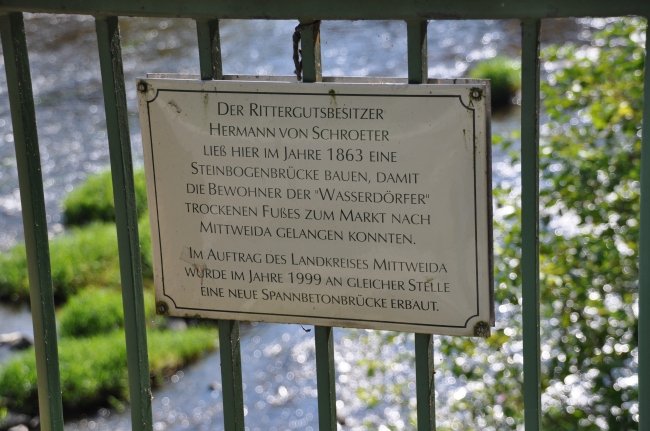 Der Rittergutsbesitzer
Hermann von Schroeter
ließ hier im Jahre 1863 eine
Steinbogenbrücke bauen, damit
die Bewohner der "Wasserdörfer"
trockenen Fußes zum Markt nach
Mittweida gelangen konnten.
Im Auftrag des Landkreises Mittweida
wurde im Jahre 1999 an gleicher Stelle
eine neue Spannbetonbrücke erbaut.